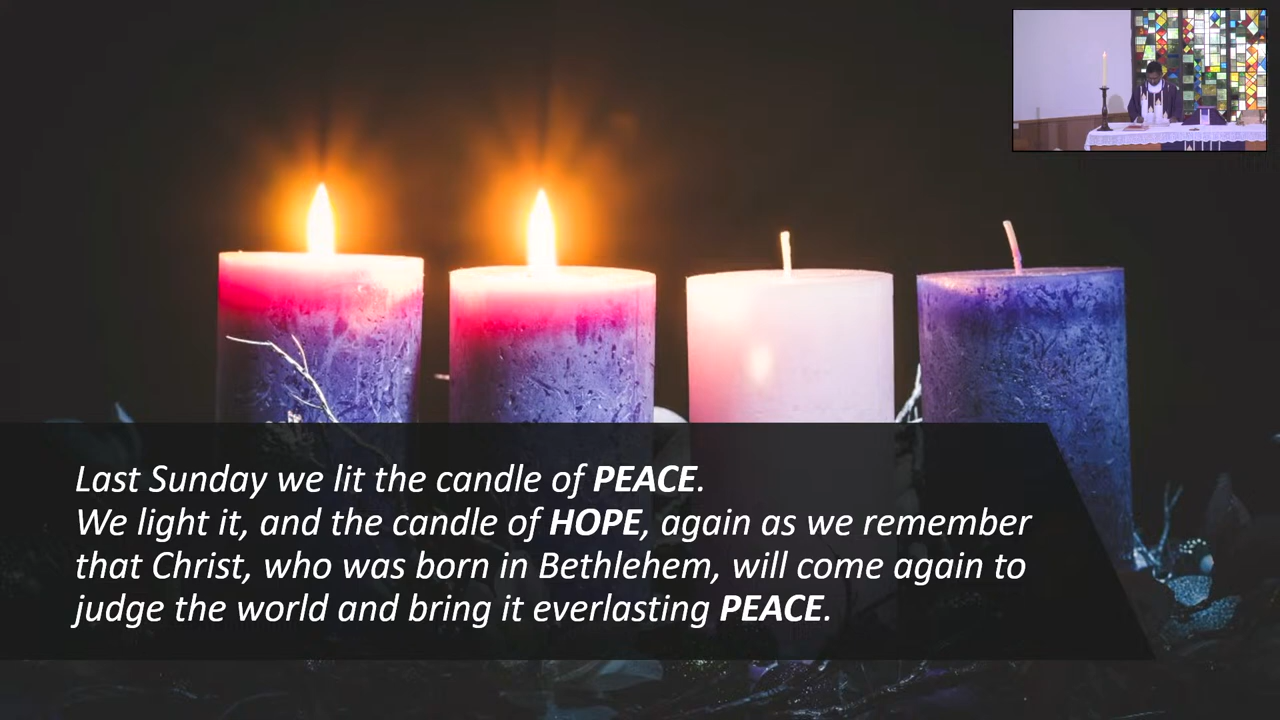 Last Sunday we lit the candle of PEACE.
We light it, and the candle of HOPE, again as we remember
that Christ, who was born in Bethlehem, will come again to
judge the world and bring it everlasting PEACE.